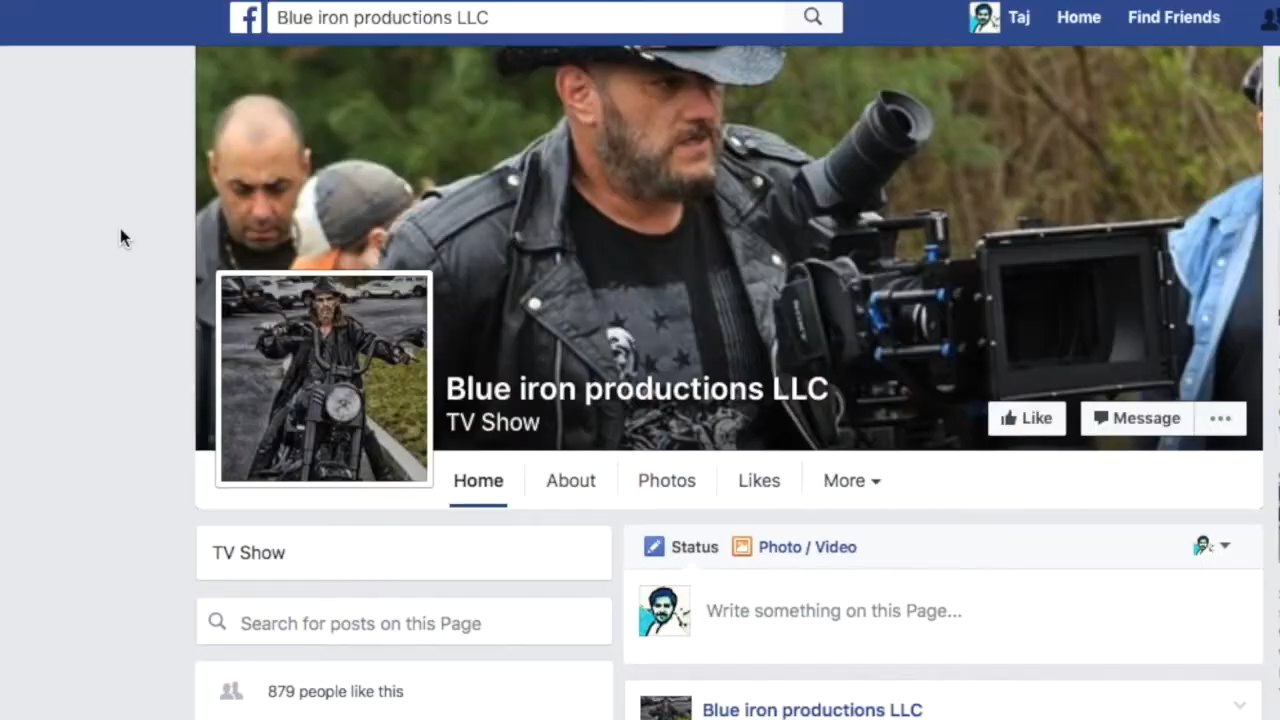 Blue iron productions LLC
Taj Home Find Friends
Blue iron productions LLC
TV Show
Like Message
Home About Photos Likes More
TV Show
Status Photo / Video
Search for posts on this Page
Write something on this Page...
879 people like this
Blue iron productions LLC